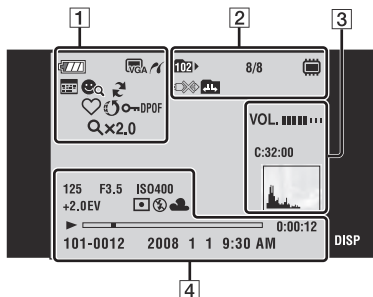 1
2
3
VGA
102
8/8
DPOF
×2.0
VOL.
C:32:00
125 F3.5 ISO400
+2.0EV
0:00:12
101-0012 2008 1 1 9:30 AM
DISP
4